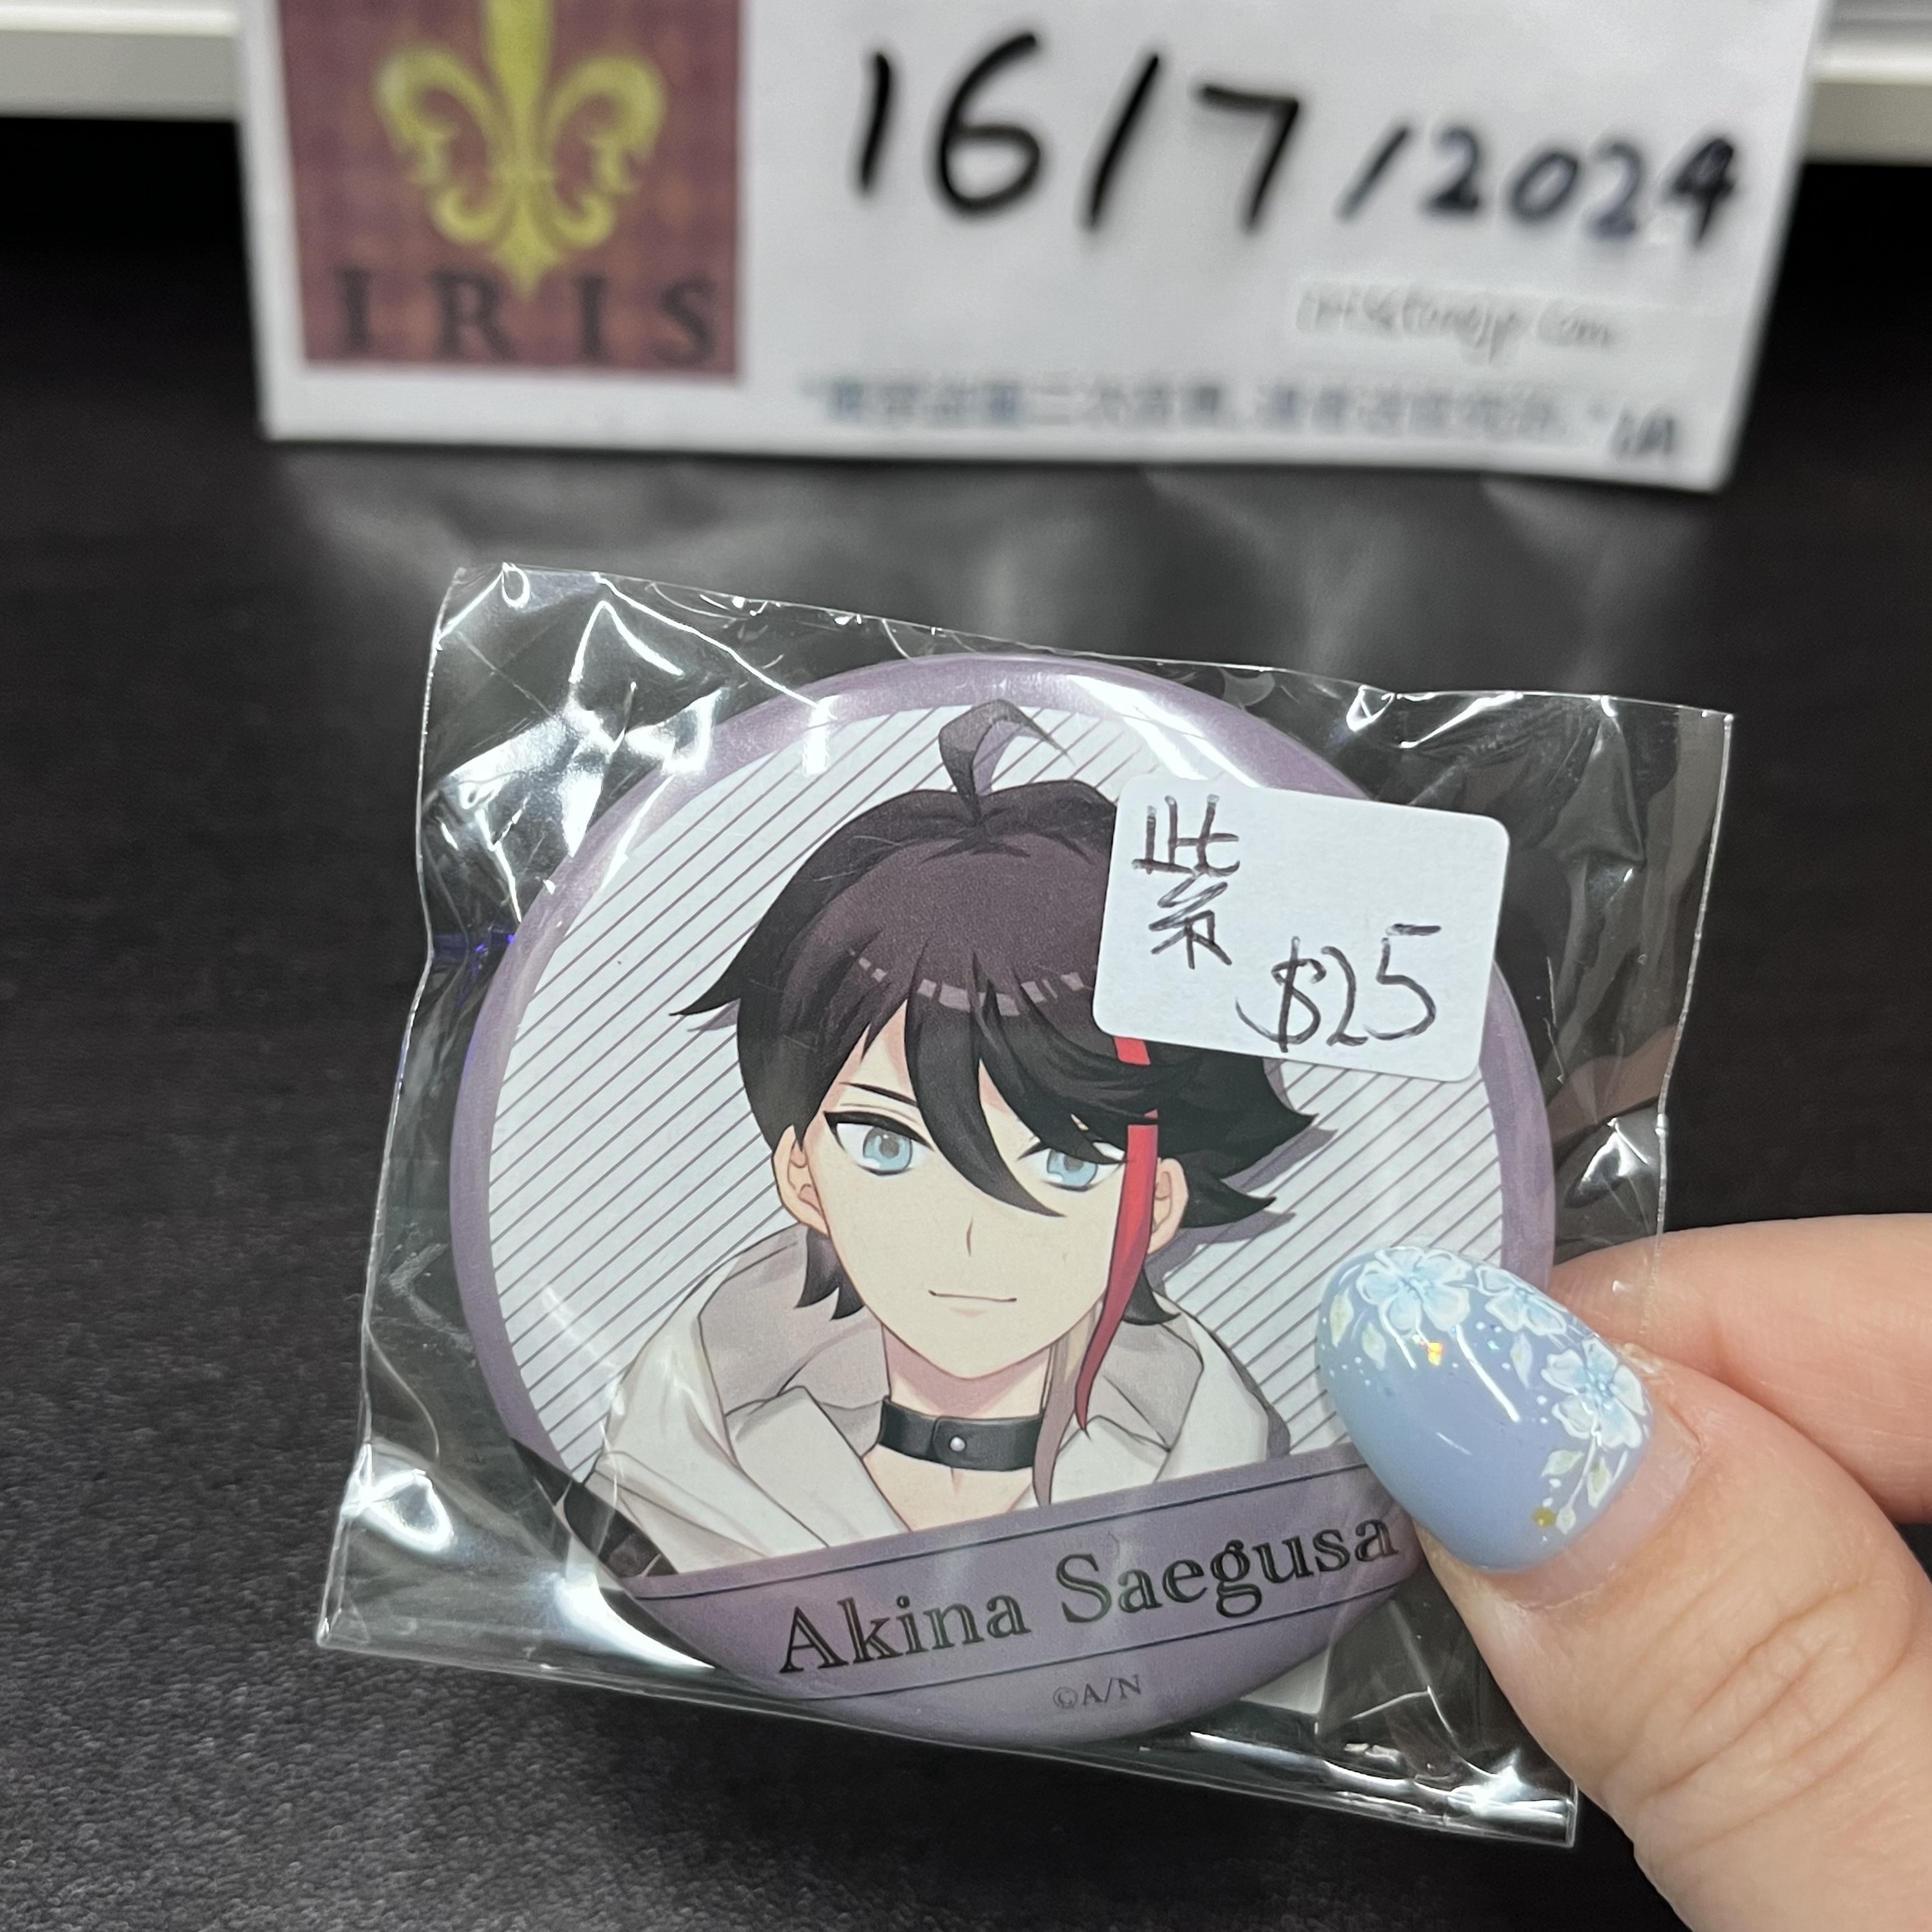 IRIS
16/7/2024
紫
$25
Akina Saegusa
©A/N